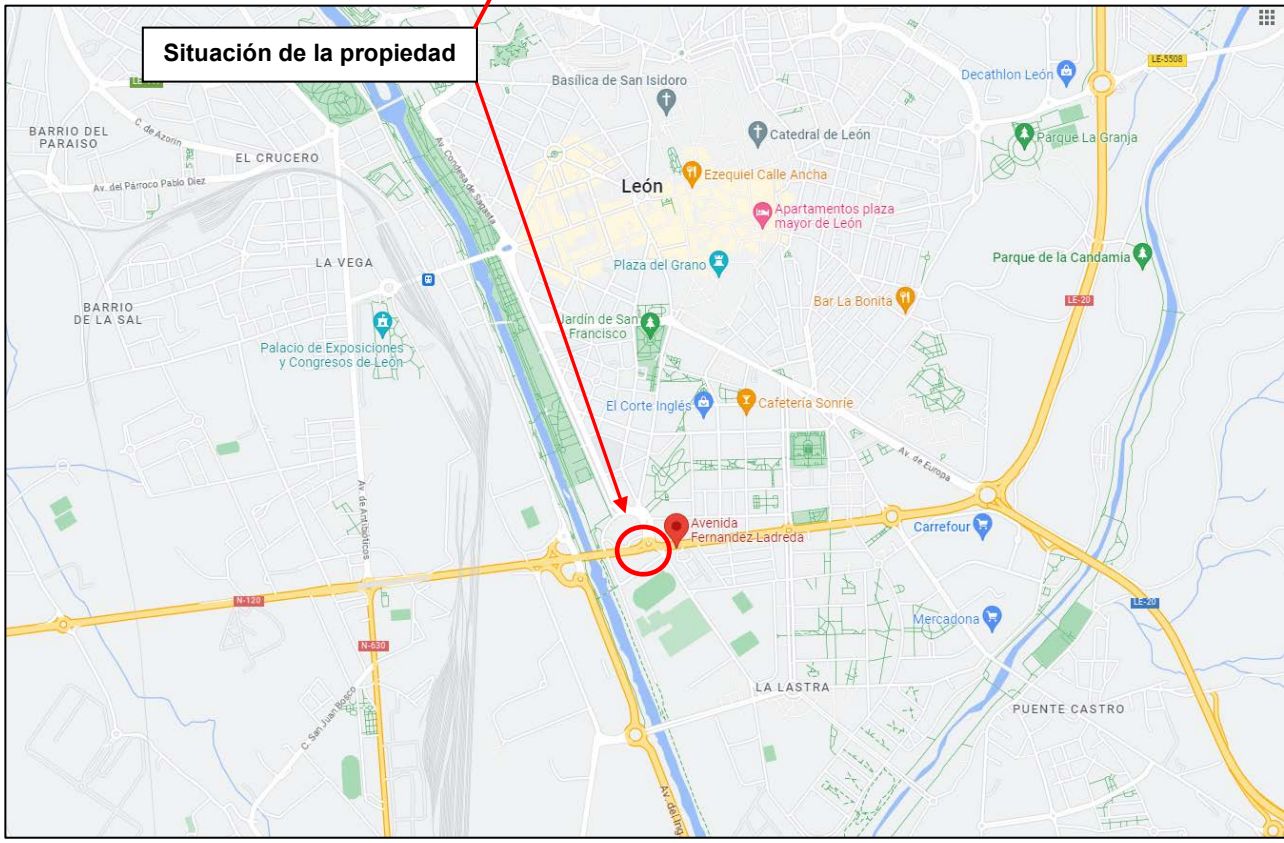 Situación de la propiedad
LE-5508
Decathlon León
Basílica de San Isidoro
Catedral de León
Parque La Granja
BARRIO DEL
PARAISO
C. de Azorín
EL CRUCERO
Av. Condesa de Sagasta
Av. del Párroco Pablo Díez
León
Ezequiel Calle Ancha
Apartamentos plaza
mayor de León
LA VEGA
Plaza del Grano
Parque de la Candamia
Bar La Bonita
LE-20
BARRIO
DE LA SAL
Jardín de San
Francisco
Palacio de Exposiciones
y Congresos de León
El Corte Inglés
Cafetería Sonríe
Av. de Europa
Av. de Antibióticos
Avenida
Fernández Ladreda
Carrefour
N-120
LE-20
Mercadona
N-630
LA LASTRA
C. San Juan Bosco
PUENTE CASTRO
Av. del Ing